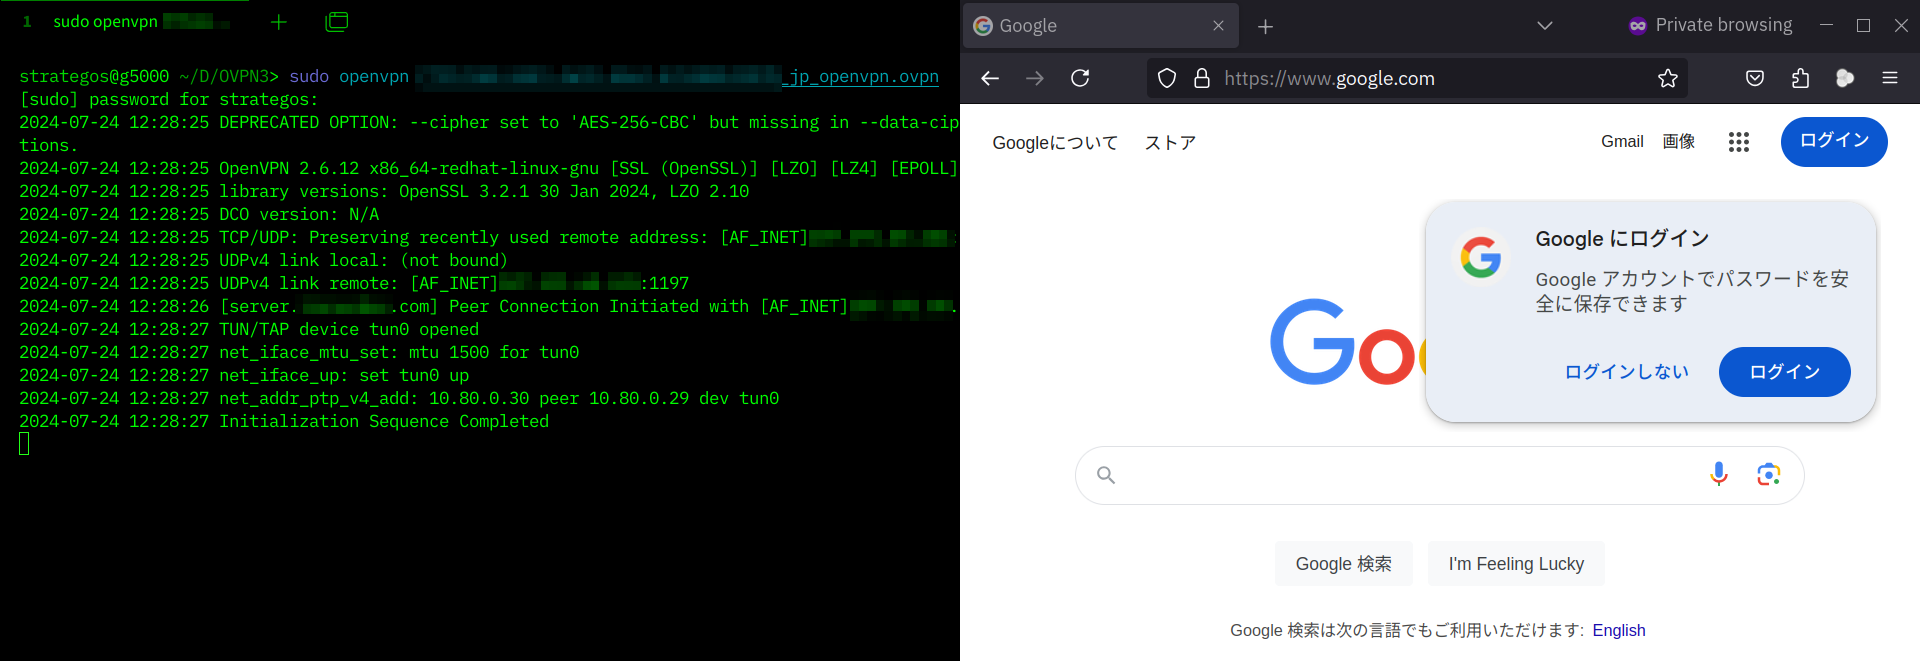 1 sudo openvpn
strategos@g5000 ~/D/OVPN3> sudo openvpn _jp_openvpn.ovpn
[sudo] password for strategos:
2024-07-24 12:28:25 DEPRECATED OPTION: --cipher set to 'AES-256-CBC' but missing in --data-cip
tions.
2024-07-24 12:28:25 OpenVPN 2.6.12 x86_64-redhat-linux-gnu [SSL (OpenSSL)] [LZO] [LZ4] [EPOLL]
2024-07-24 12:28:25 library versions: OpenSSL 3.2.1 30 Jan 2024, LZO 2.10
2024-07-24 12:28:25 DCO version: N/A
2024-07-24 12:28:25 TCP/UDP: Preserving recently used remote address: [AF_INET]
2024-07-24 12:28:25 UDPv4 link local: (not bound)
2024-07-24 12:28:25 UDPv4 link remote: [AF_INET] :1197
2024-07-24 12:28:26 [server. .com] Peer Connection Initiated with [AF_INET]
2024-07-24 12:28:27 TUN/TAP device tun0 opened
2024-07-24 12:28:27 net_iface_mtu_set: mtu 1500 for tun0
2024-07-24 12:28:27 net_iface_up: set tun0 up
2024-07-24 12:28:27 net_addr_ptp_v4_add: 10.80.0.30 peer 10.80.0.29 dev tun0
2024-07-24 12:28:27 Initialization Sequence Completed
Google
Private browsing
https://www.google.com
Googleについて ストア
Gmail 画像 ログイン
Google にログイン
Google アカウントでパスワードを安
全に保存できます
ログインしない ログイン
Goo
Google 検索 I'm Feeling Lucky
Google 検索は次の言語でもご利用いただけます: English